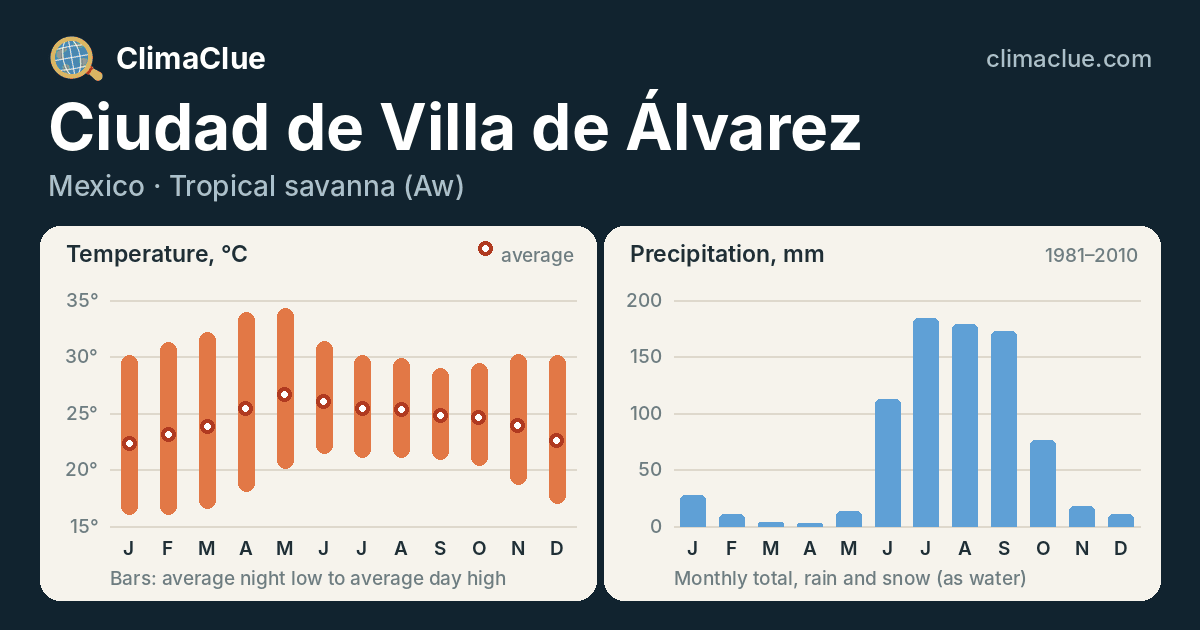 ClimaClue
climaclue.com
Ciudad de Villa de Álvarez
Mexico · Tropical savanna (Aw)
Temperature, °C
average
35°
30°
25°
20°
15°
J F M A M J J A S O N D
Bars: average night low to average day high
Precipitation, mm
1981–2010
200
150
100
50
0
J F M A M J J A S O N D
Monthly total, rain and snow (as water)